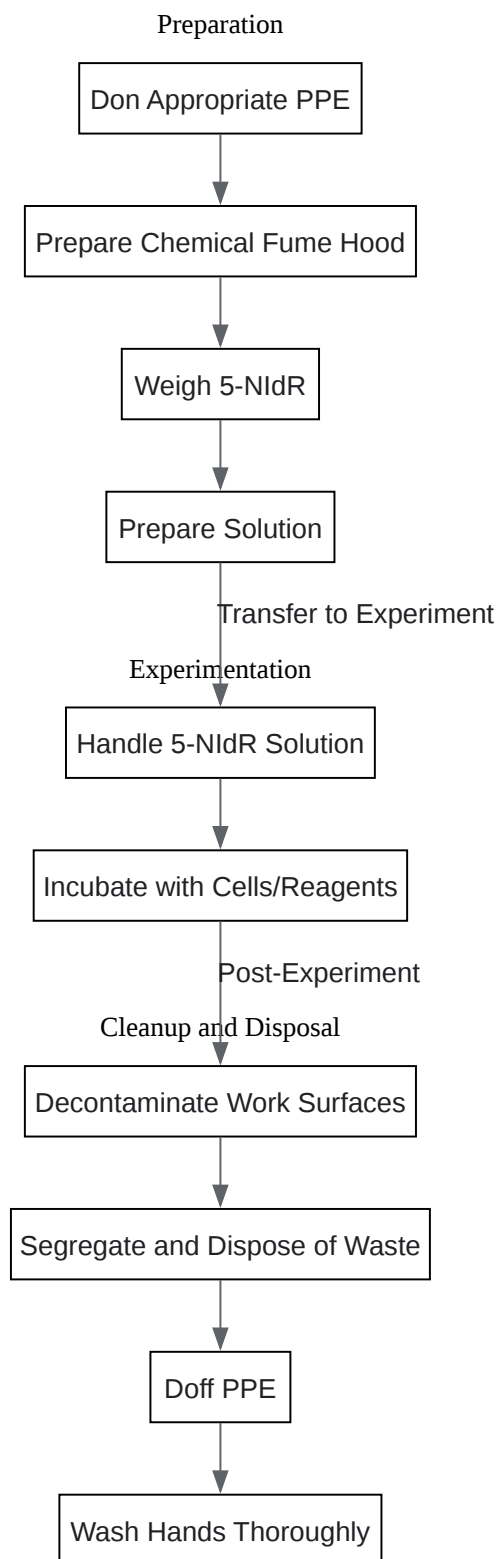 Preparation
Don Appropriate PPE
Prepare Chemical Fume Hood
Weigh 5-NIdR
Prepare Solution
Transfer to Experiment
Experimentation
Handle 5-NIdR Solution
Incubate with Cells/Reagents
Post-Experiment
Cleanup and Disposal
Decontaminate Work Surfaces
Segregate and Dispose of Waste
Doff PPE
Wash Hands Thoroughly